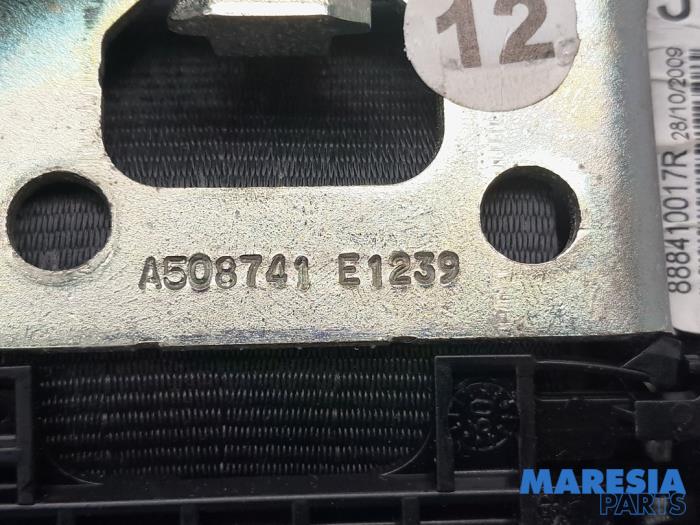 12
A508741 E1239
888410017R
28/10/2009
MARESIA
PARTS